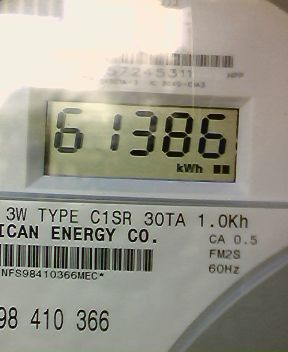 57245311
61386
kWh
3W TYPE C1SR 30TA 1.0Kh
ICAN ENERGY CO.
CA 0.5
FM2S
NFS98410366MEC*
60Hz
98 410 366